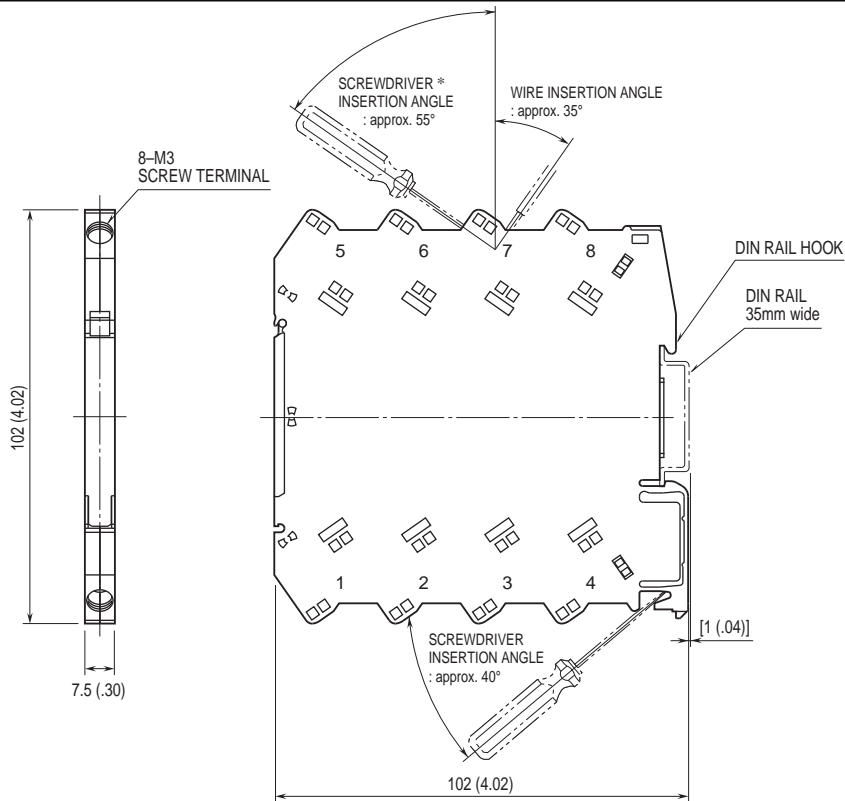 SCREWDRIVER *
INSERTION ANGLE
: approx. 55°
WIRE INSERTION ANGLE
: approx. 35°
8–M3
SCREW TERMINAL
5
6
7
8
DIN RAIL HOOK
DIN RAIL
35mm wide
102 (4.02)
1
2
3
4
[1 (.04)]
SCREWDRIVER
INSERTION ANGLE
: approx. 40°
7.5 (.30)
102 (4.02)